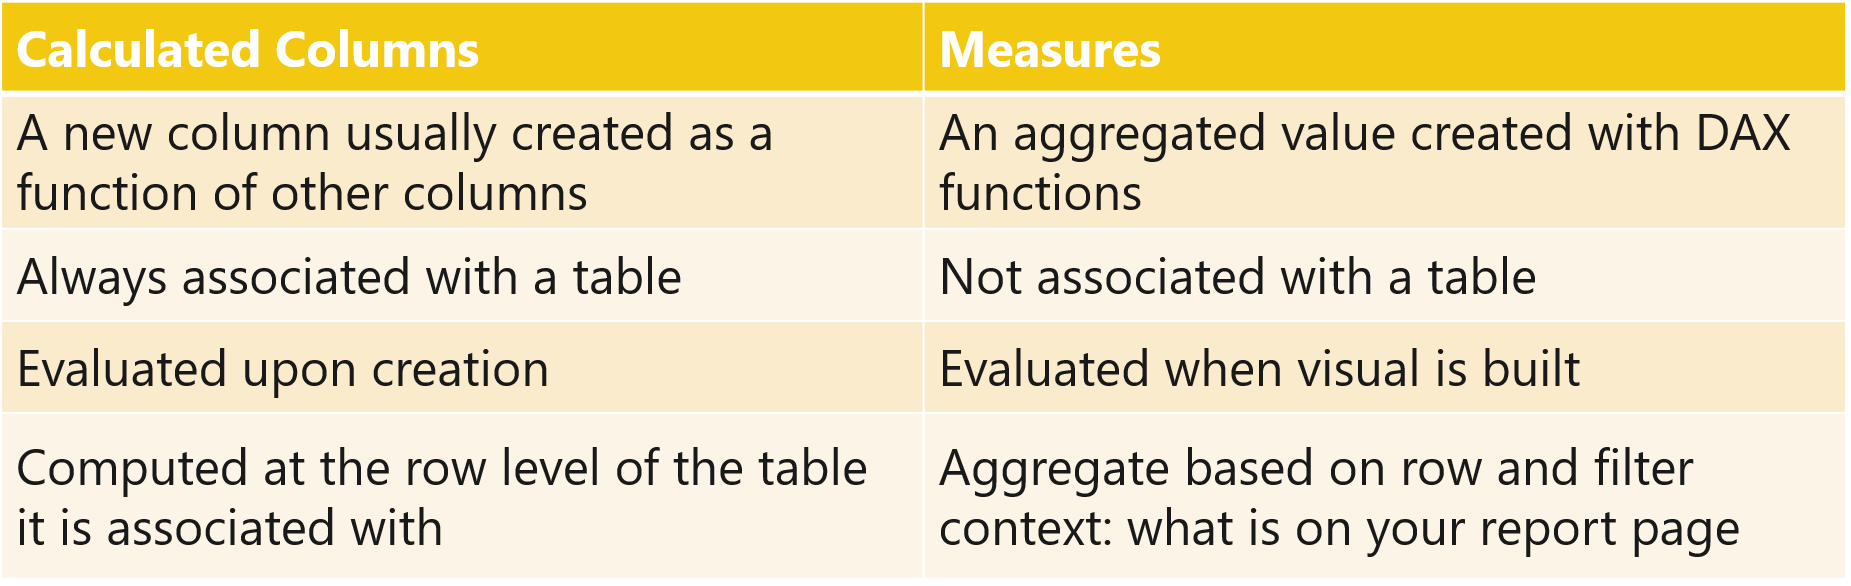 Calculated Columns
Measures
A new column usually created as a
function of other columns
An aggregated value created with DAX
functions
Always associated with a table
Not associated with a table
Evaluated upon creation
Evaluated when visual is built
Computed at the row level of the table
it is associated with
Aggregate based on row and filter
context: what is on your report page